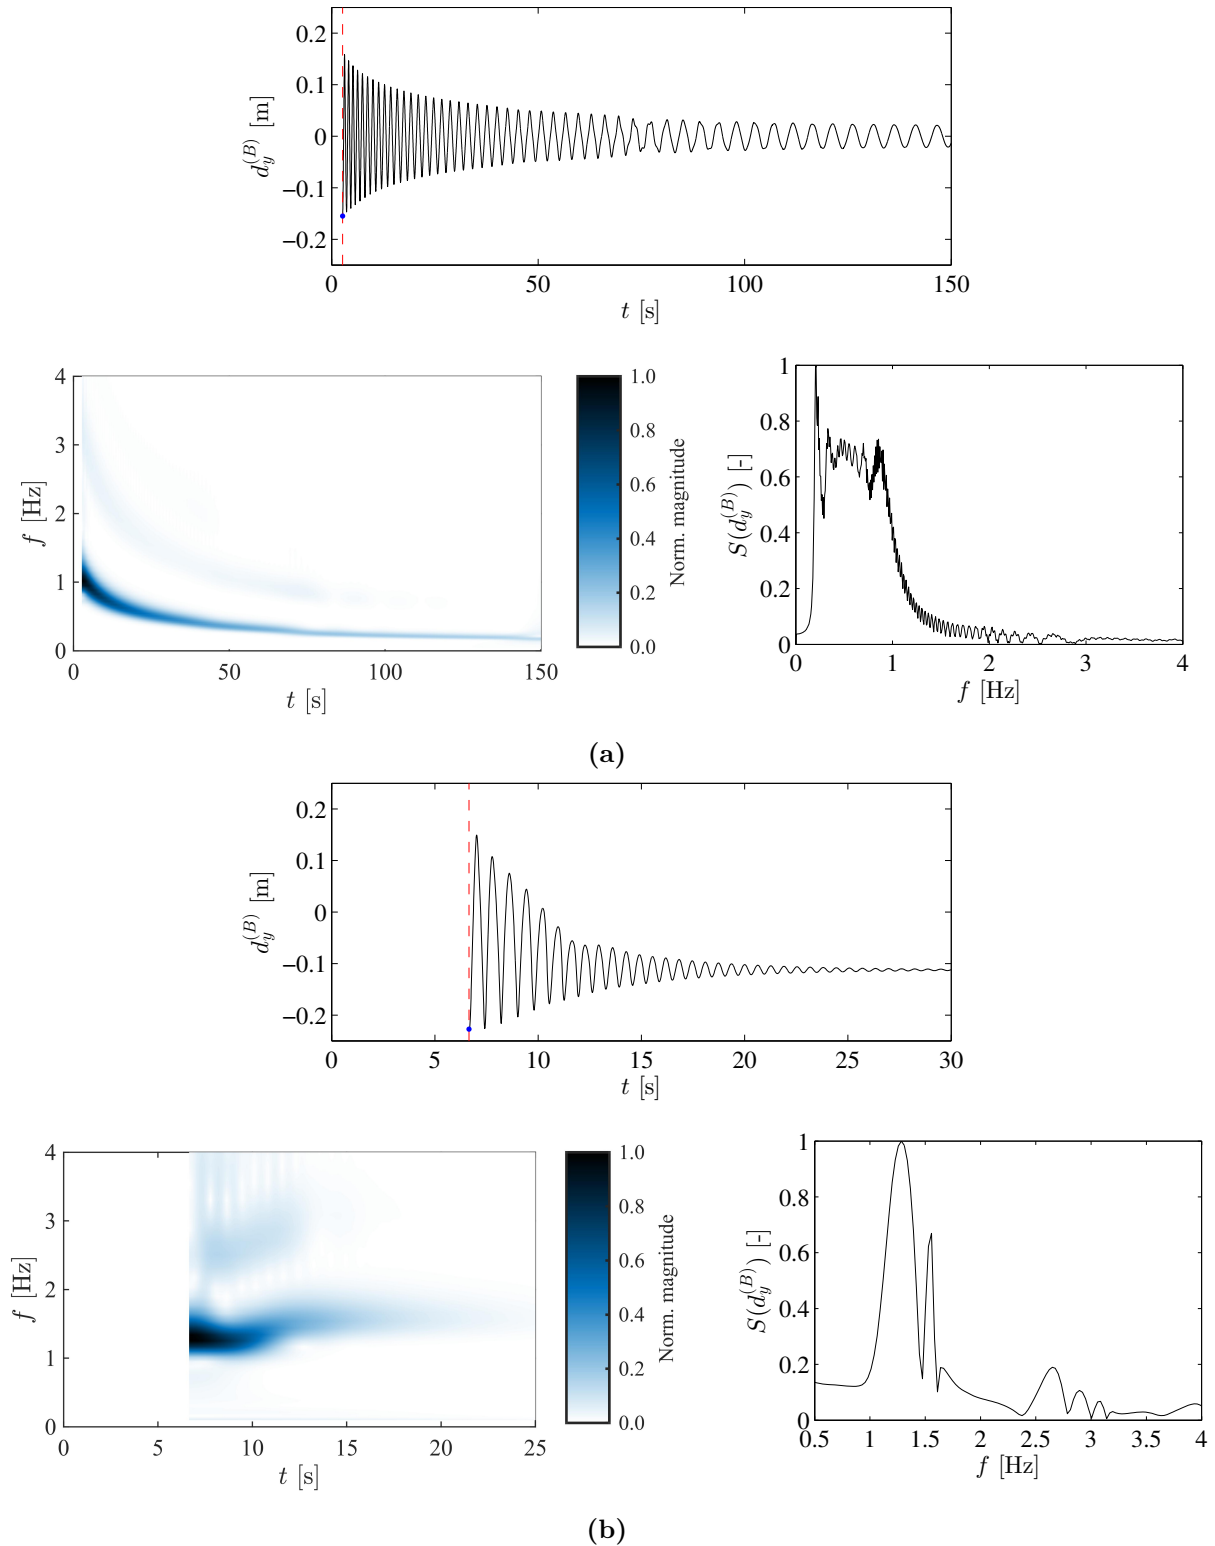 0.2
0.1
0
−0.1
−0.2
d_y^(B) [m]
0 50 100 150
t [s]
4
3
2
1
0
f [Hz]
0 50 100 150
t [s]
1.0
0.8
0.6
0.4
0.2
0.0
Norm. magnitude
1
0.8
0.6
0.4
0.2
0
S(d_y^(B)) [-]
0 1 2 3 4
f [Hz]
(a)
0.2
0.1
0
−0.1
−0.2
d_y^(B) [m]
0 5 10 15 20 25 30
t [s]
4
3
2
1
0
f [Hz]
0 5 10 15 20 25
t [s]
1.0
0.8
0.6
0.4
0.2
0.0
Norm. magnitude
1
0.8
0.6
0.4
0.2
0
S(d_y^(B)) [-]
0.5 1 1.5 2 2.5 3 3.5 4
f [Hz]
(b)